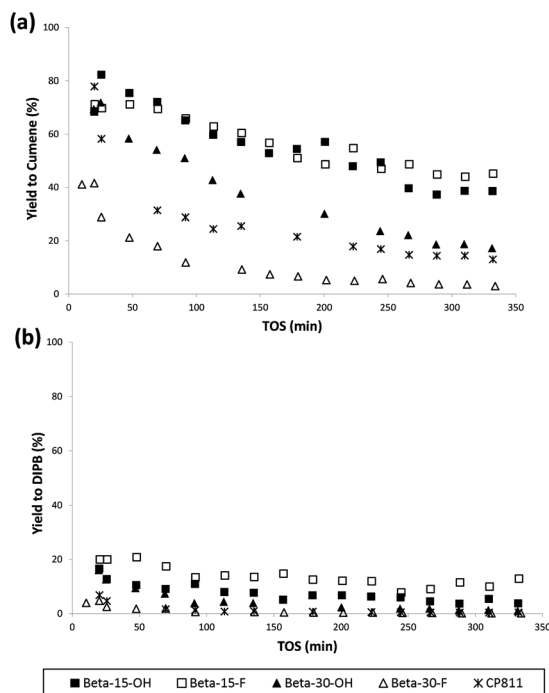 (a)
100
80
60
40
20
0
Yield to Cumene (%)
0 50 100 150 200 250 300 350
TOS (min)
(b)
100
80
60
40
20
0
Yield to DIPB (%)
0 50 100 150 200 250 300 350
TOS (min)
Beta-15-OH Beta-15-F Beta-30-OH Beta-30-F CP811